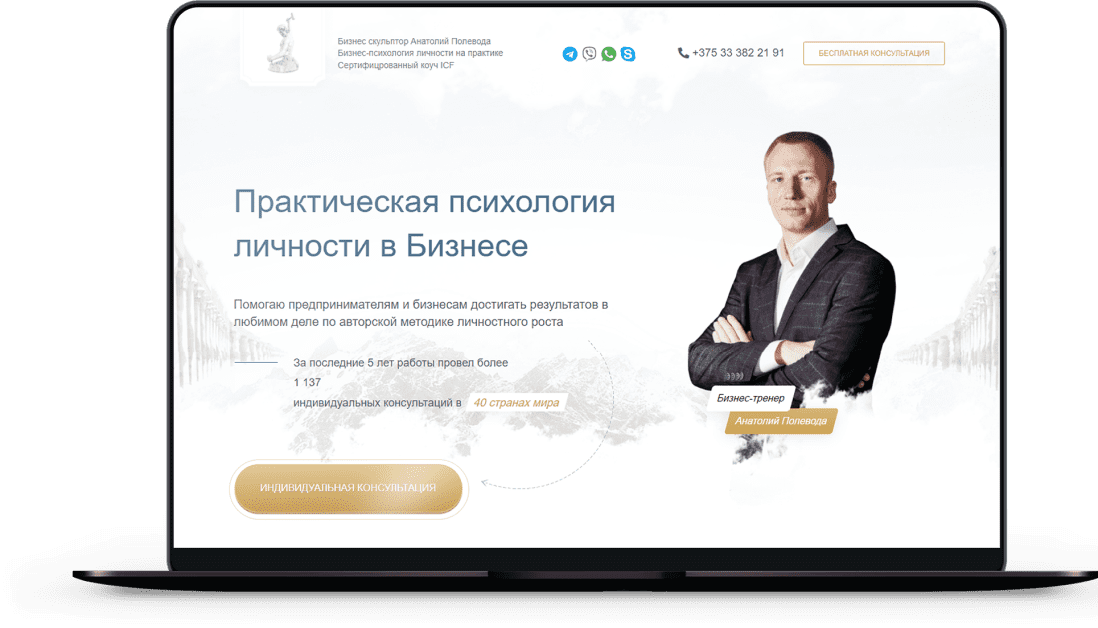 Бизнес скульптор Анатолий Полевода
Бизнес-психология личности на практике
Сертифицрованный коуч ICF
+375 33 382 21 91
БЕСПЛАТНАЯ КОНСУЛЬТАЦИЯ
Практическая психология
личности в Бизнесе
Помогаю предпринимателям и бизнесам достигать результатов в
любимом деле по авторской методике личностного роста
За последние 5 лет работы провел более
1 137
индивидуальных консультаций в 40 странах мира
Бизнес-тренер
Анатолий Полевода
ИНДИВИДУАЛЬНАЯ КОНСУЛЬТАЦИЯ